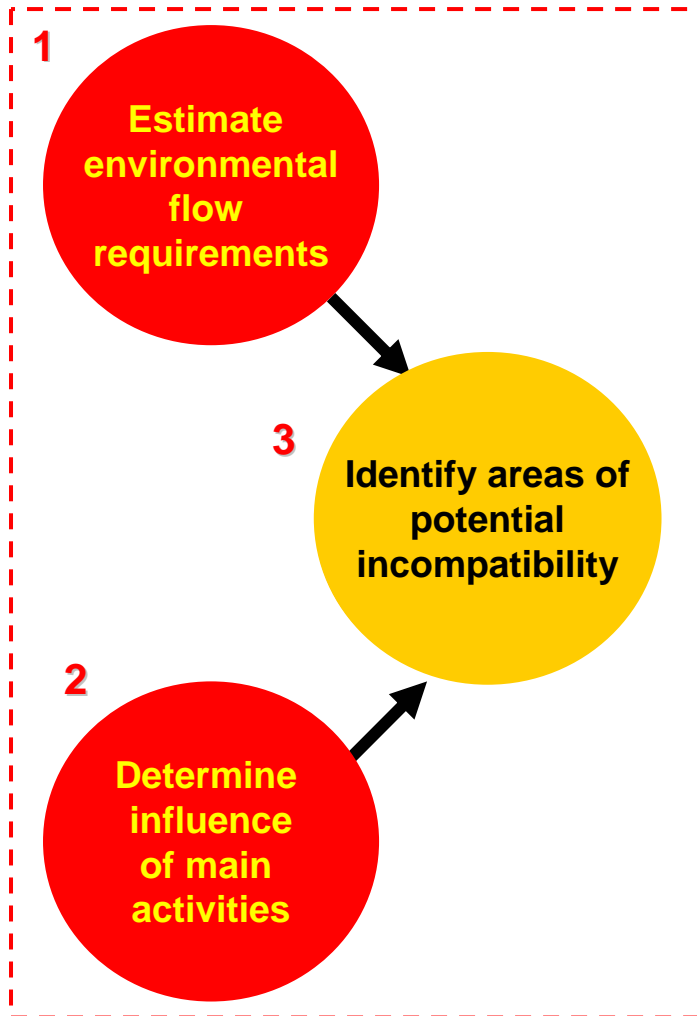 1
Estimate
environmental
flow
requirements
3
Identify areas of
potential
incompatibility
2
Determine
influence
of main
activities